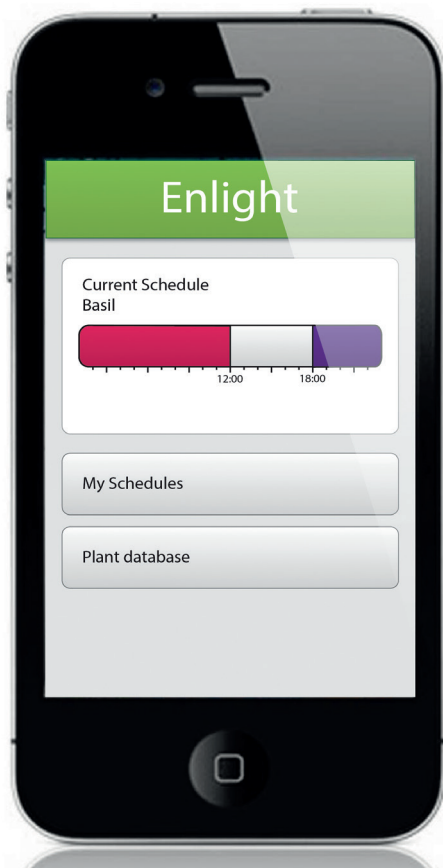 Enlight
Current Schedule
Basil
12:00 18:00
My Schedules
Plant database